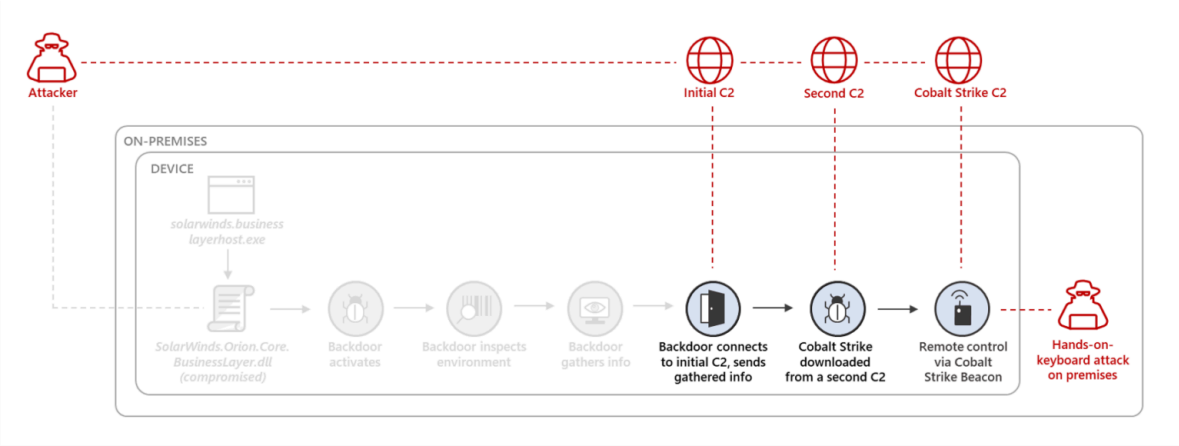 Attacker
Initial C2
Second C2
Cobalt Strike C2
ON-PREMISES
DEVICE
solarwinds.business
layerhost.exe
SolarWinds.Orion.Core.
BusinessLayer.dll
(compromised)
Backdoor
activates
Backdoor inspects
environment
Backdoor
gathers info
Backdoor connects
to initial C2, sends
gathered info
Cobalt Strike
downloaded
from a second C2
Remote control
via Cobalt
Strike Beacon
Hands-on-
keyboard attack
on premises